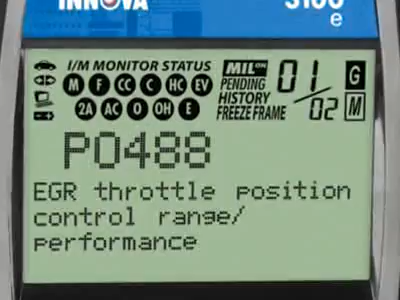 INNOVA 3100
e
I/M MONITOR STATUS
M F CC C HC EV
2A AC O OH E
MIL ON
PENDING
HISTORY
FREEZE FRAME
01/02
G
M
P0488
EGR throttle position
control range/
performance